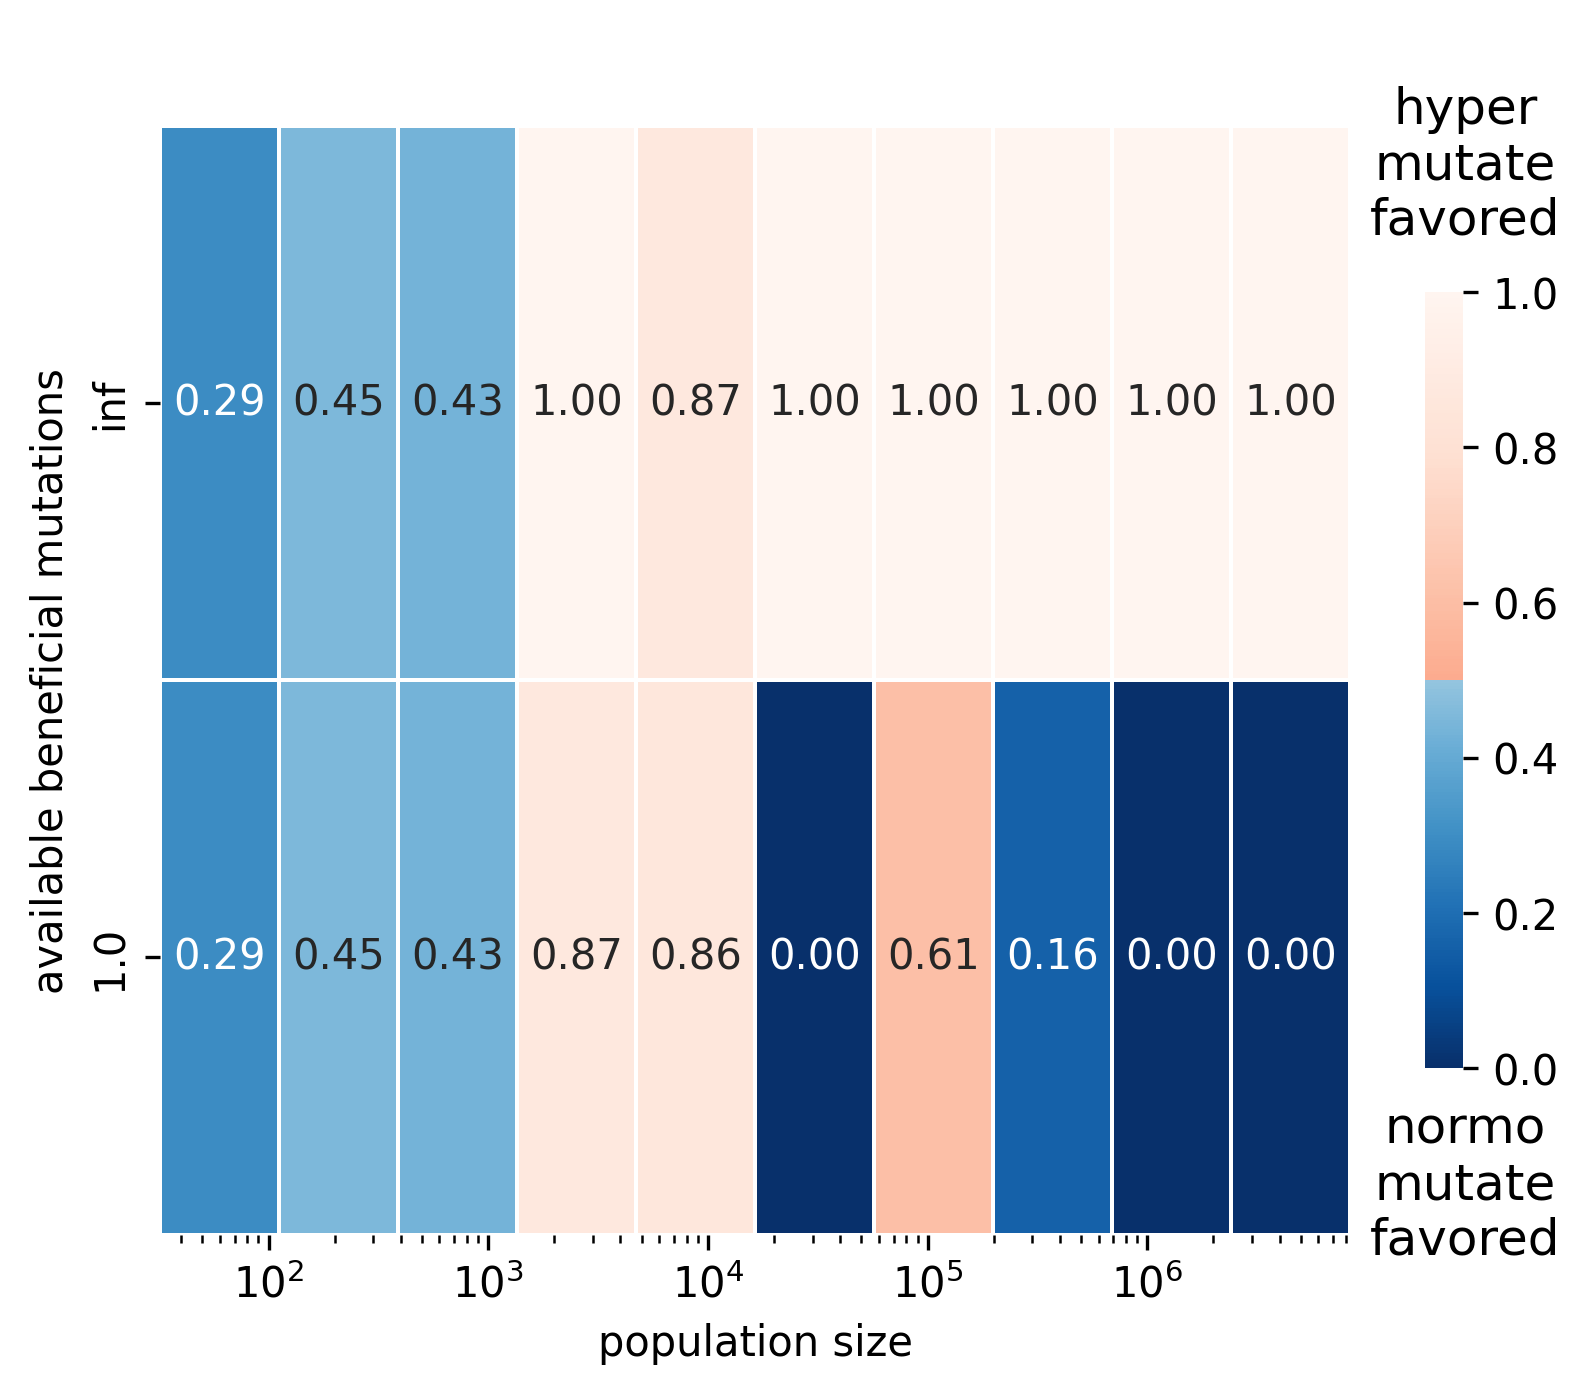 hyper
mutate
favored
available beneficial mutations
inf
0.29 0.45 0.43 1.00 0.87 1.00 1.00 1.00 1.00 1.00
1.0
0.29 0.45 0.43 0.87 0.86 0.00 0.61 0.16 0.00 0.00
10² 10³ 10⁴ 10⁵ 10⁶
population size
1.0
0.8
0.6
0.4
0.2
0.0
normo
mutate
favored